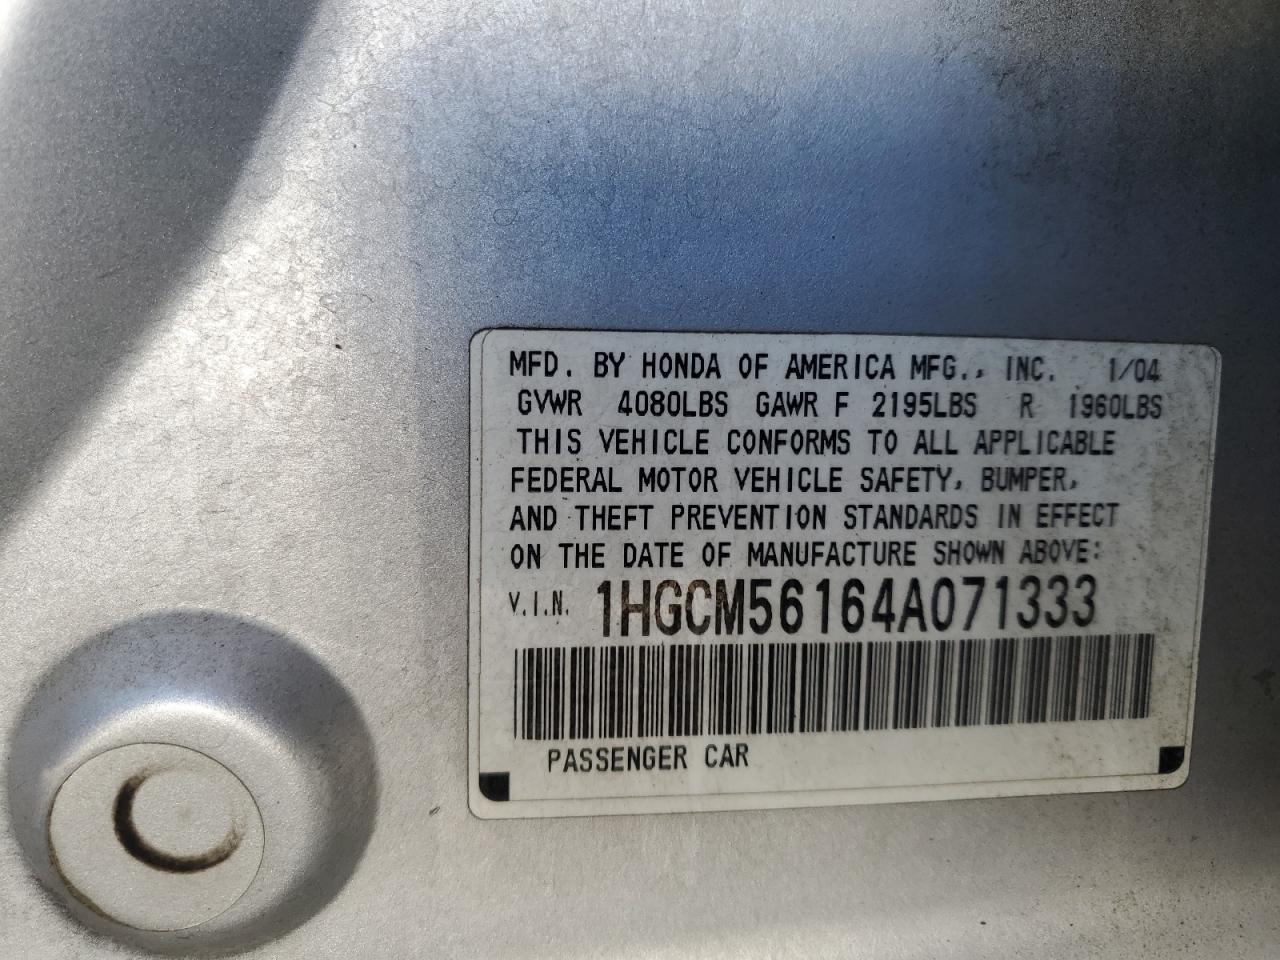 MFD. BY HONDA OF AMERICA MFG., INC. 1/04
GVWR 4080LBS GAWR F 2195LBS R 1960LBS
THIS VEHICLE CONFORMS TO ALL APPLICABLE
FEDERAL MOTOR VEHICLE SAFETY, BUMPER,
AND THEFT PREVENTION STANDARDS IN EFFECT
ON THE DATE OF MANUFACTURE SHOWN ABOVE:
V.I.N. 1HGCM56164A071333
PASSENGER CAR